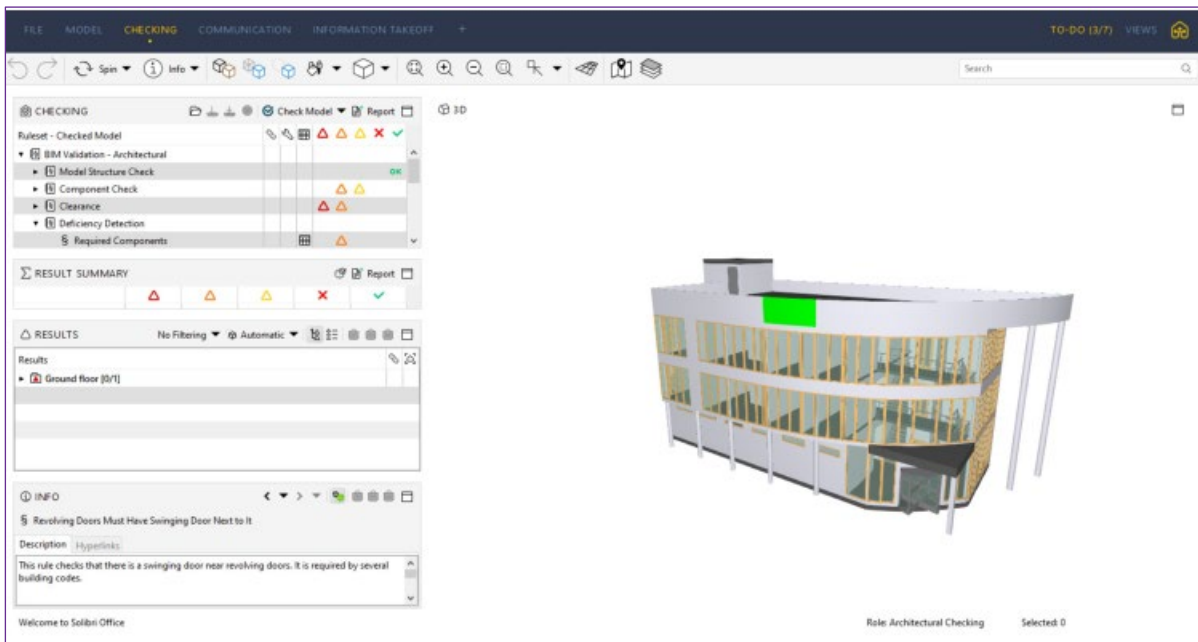 FILE MODEL CHECKING COMMUNICATION INFORMATION TAKEOFF + TO-DO (3/7) VIEWS
Spin Info Search
CHECKING Check Model Report 3D
Ruleset - Checked Model
BIM Validation - Architectural
§ Model Structure Check OK
§ Component Check
§ Clearance
§ Deficiency Detection
§ Required Components
RESULT SUMMARY Report
RESULTS No Filtering Automatic
Results
Ground floor [0/1]
INFO
§ Revolving Doors Must Have Swinging Door Next to It
Description Hyperlinks
This rule checks that there is a swinging door near revolving doors. It is required by several
building codes.
Welcome to Solibri Office Role: Architectural Checking Selected: 0